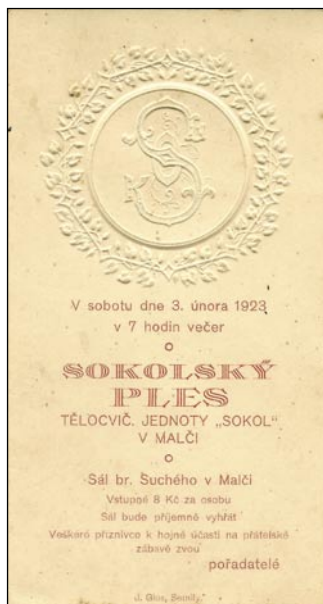 V sobotu dne 3. února 1923
v 7 hodin večer
SOKOLSKÝ
PLES
TĚLOCVIČ. JEDNOTY „SOKOL“
V MALČI
Sál br. Suchého v Malči
Vstupné 8 Kč za osobu
Sál bude příjemně vyhřát
Veškeré příznivce k hojné účasti na přátelské
zábavě zvou
pořadatelé
J. Glos, Semily.